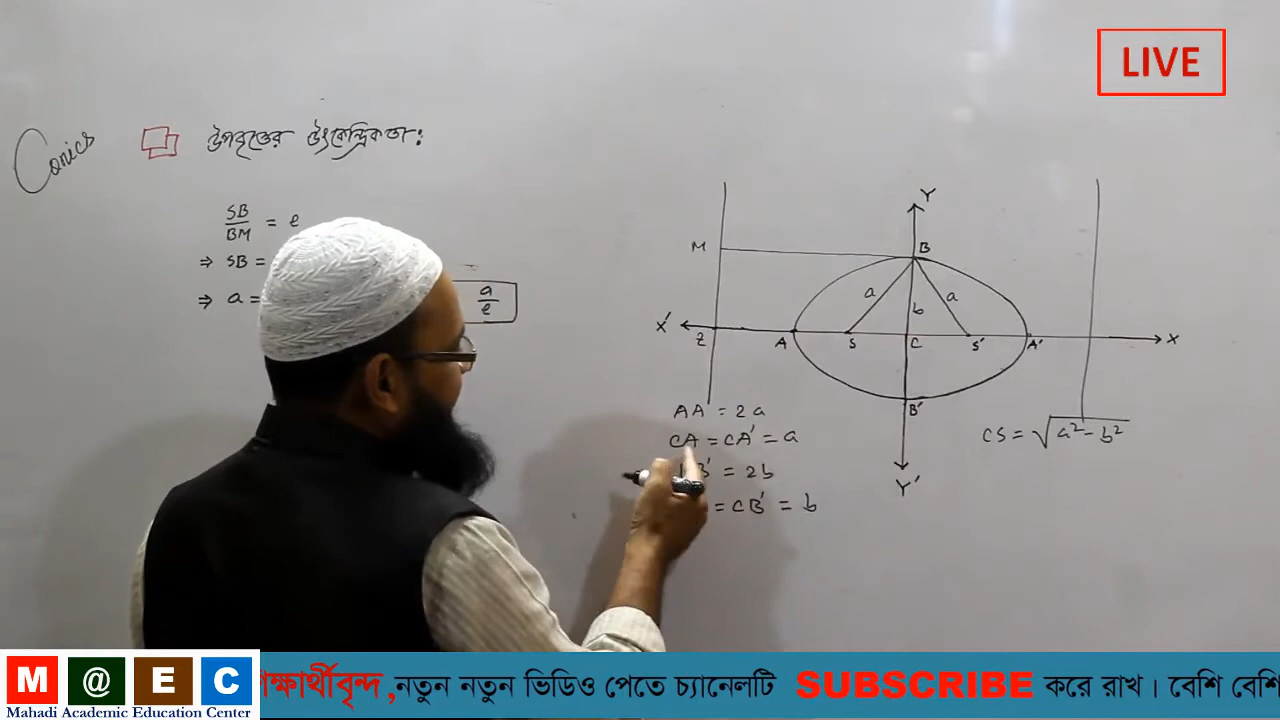 LIVE
Conics
উপবৃত্তের উৎকেন্দ্রিকতা:
SB/BM = e
⇒ SB =
⇒ a =
a/e
Y
M
B
a
a
b
X'
Z
A
S
C
S'
A'
X
B'
Y'
AA' = 2a
CA = CA' = a
B' = 2b
= CB' = b
CS = √a²-b²
M @ E C
Mahadi Academic Education Center
ক্ষার্থীবৃন্দ ,নতুন নতুন ভিডিও পেতে চ্যানেলটি SUBSCRIBE করে রাখ। বেশি বেশি